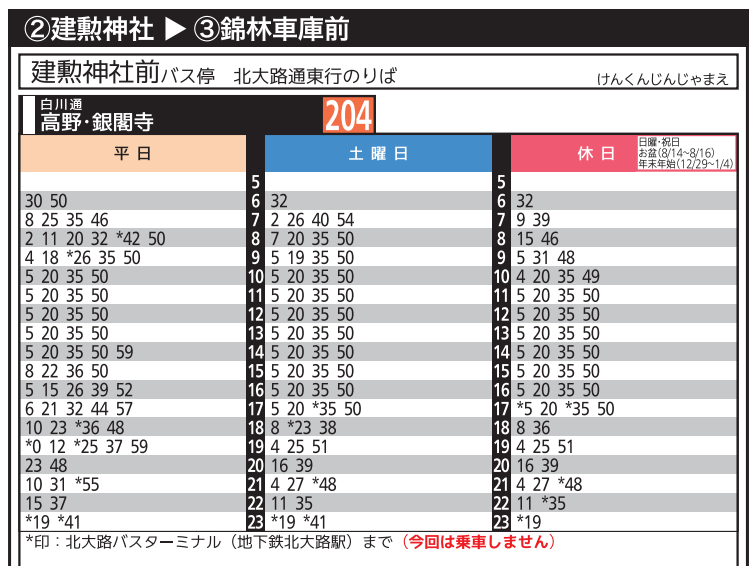 ②建勲神社 ▶ ③錦林車庫前
建勲神社前バス停 北大路通東行のりば けんくんじんじゃまえ
白川通
高野・銀閣寺 204
平日 土曜日 休日 日曜・祝日
お盆(8/14~8/16)
年末年始(12/29~1/4)
5 5
30 50 6 32 6 32
8 25 35 46 7 2 26 40 54 7 9 39
2 11 20 32 *42 50 8 7 20 35 50 8 15 46
4 18 *26 35 50 9 5 19 35 50 9 5 31 48
5 20 35 50 10 5 20 35 50 10 4 20 35 49
5 20 35 50 11 5 20 35 50 11 5 20 35 50
5 20 35 50 12 5 20 35 50 12 5 20 35 50
5 20 35 50 13 5 20 35 50 13 5 20 35 50
5 20 35 50 59 14 5 20 35 50 14 5 20 35 50
8 22 36 50 15 5 20 35 50 15 5 20 35 50
5 15 26 39 52 16 5 20 35 50 16 5 20 35 50
6 21 32 44 57 17 5 20 *35 50 17 *5 20 *35 50
10 23 *36 48 18 8 *23 38 18 8 36
*0 12 *25 37 59 19 4 25 51 19 4 25 51
23 48 20 16 39 20 16 39
10 31 *55 21 4 27 *48 21 4 27 *48
15 37 22 11 35 22 11 *35
*19 *41 23 *19 *41 23 *19
*印：北大路バスターミナル（地下鉄北大路駅）まで（今回は乗車しません）